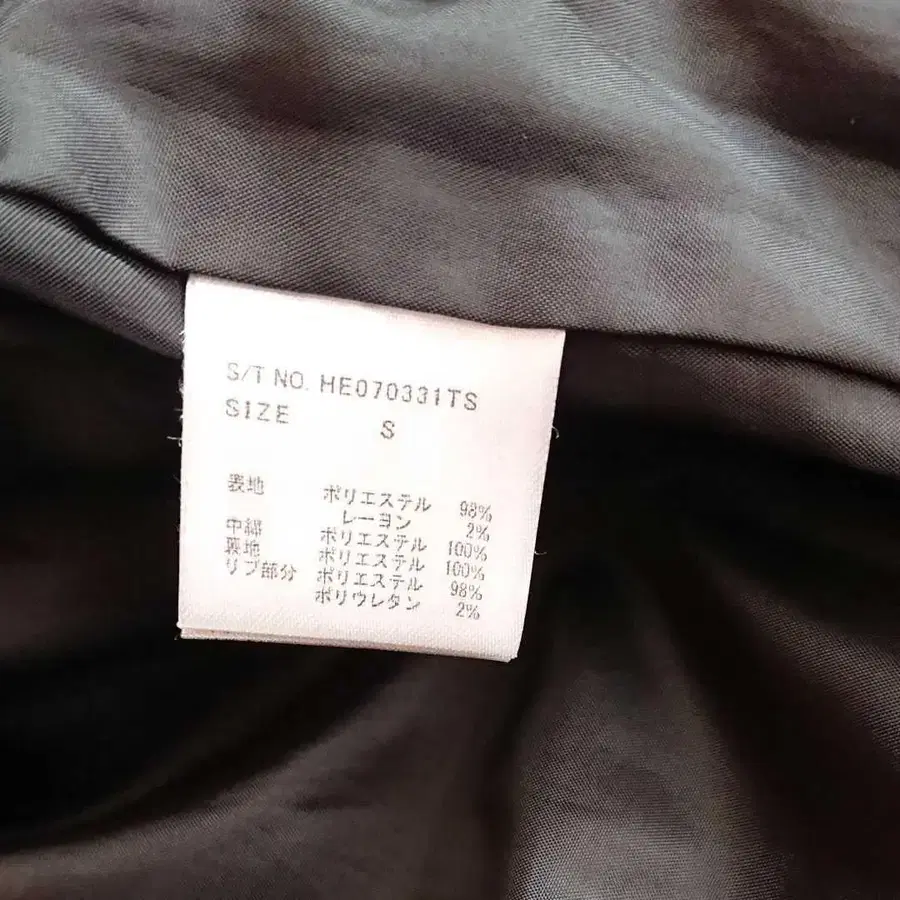 S/T NO. HE070331TS
SIZE S
表地 ポリエステル 98%
レーヨン 2%
中綿 ポリエステル 100%
裏地 ポリエステル 100%
リブ部分 ポリエステル 98%
ポリウレタン 2%